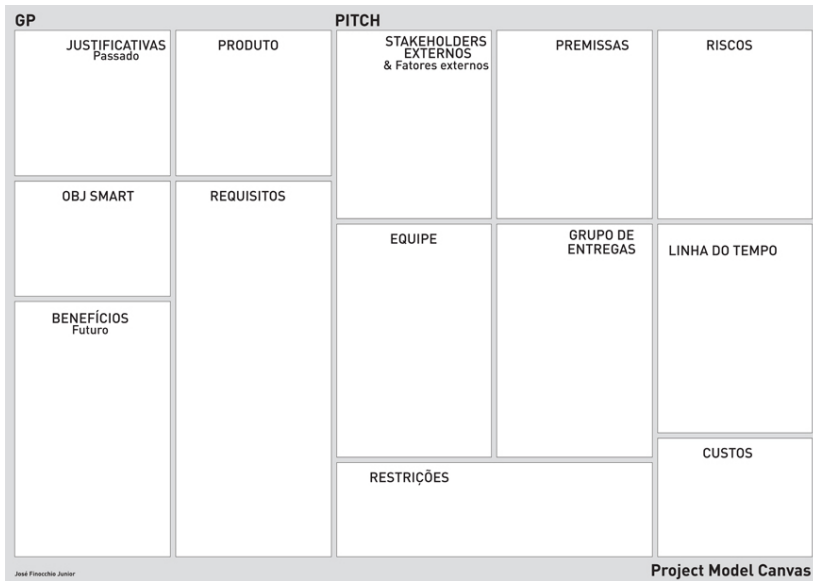 GP
PITCH
JUSTIFICATIVAS
Passado
PRODUTO
STAKEHOLDERS
EXTERNOS
& Fatores externos
PREMISSAS
RISCOS
OBJ SMART
REQUISITOS
EQUIPE
GRUPO DE
ENTREGAS
LINHA DO TEMPO
BENEFÍCIOS
Futuro
RESTRIÇÕES
CUSTOS
José Finocchio Junior
Project Model Canvas